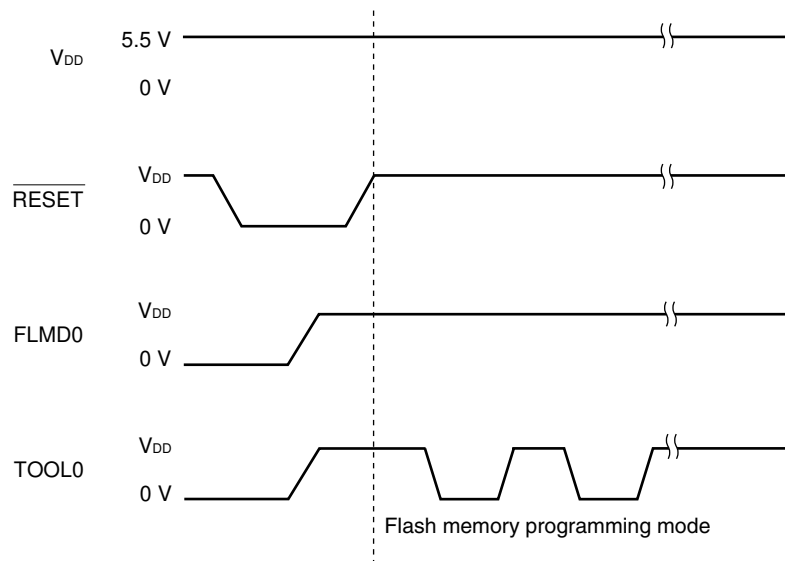 5.5 V
VDD
0 V
VDD
RESET
0 V
VDD
FLMD0
0 V
VDD
TOOL0
0 V
Flash memory programming mode